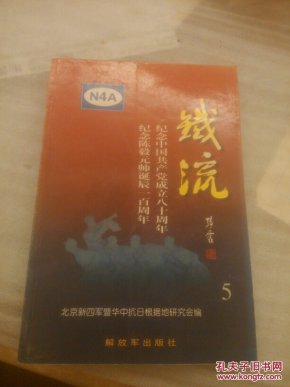 N4A
铁流
纪念中国共产党成立八十周年
纪念陈毅元帅诞辰一百周年
5
北京新四军暨华中抗日根据地研究会编
解放军出版社
孔夫子旧书网